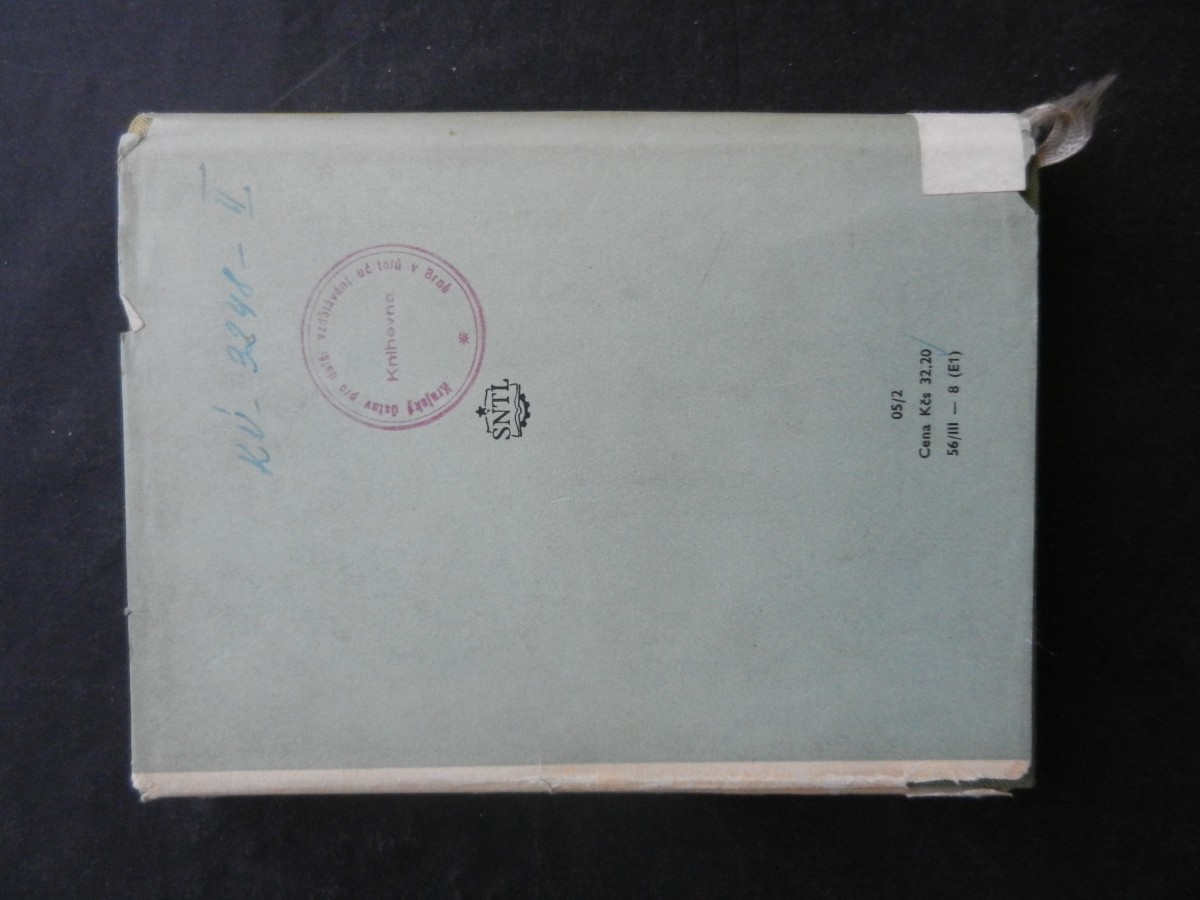 KÚ - 3248 - II.
Krajský ústav pro další vzdělávání učitelů v Brně *
Knihovna
SNTL
05/2
Cena Kčs 32,20
56/III — 8 (E1)